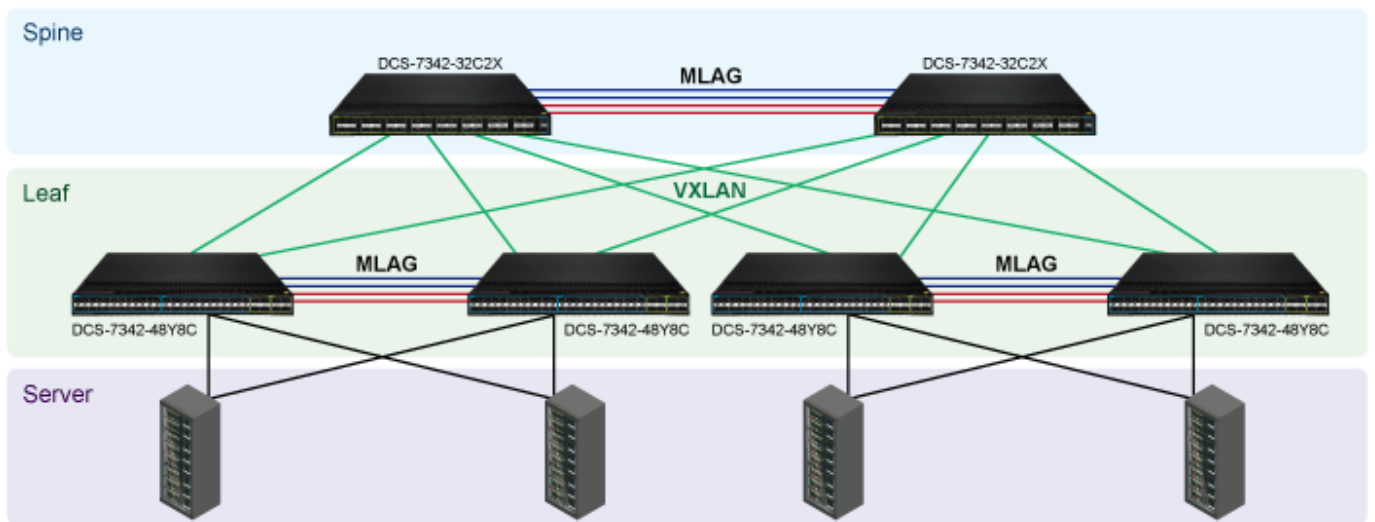 Spine
DCS-7342-32C2X
MLAG
DCS-7342-32C2X
Leaf
VXLAN
MLAG
MLAG
DCS-7342-48Y8C
DCS-7342-48Y8C
DCS-7342-48Y8C
DCS-7342-48Y8C
Server